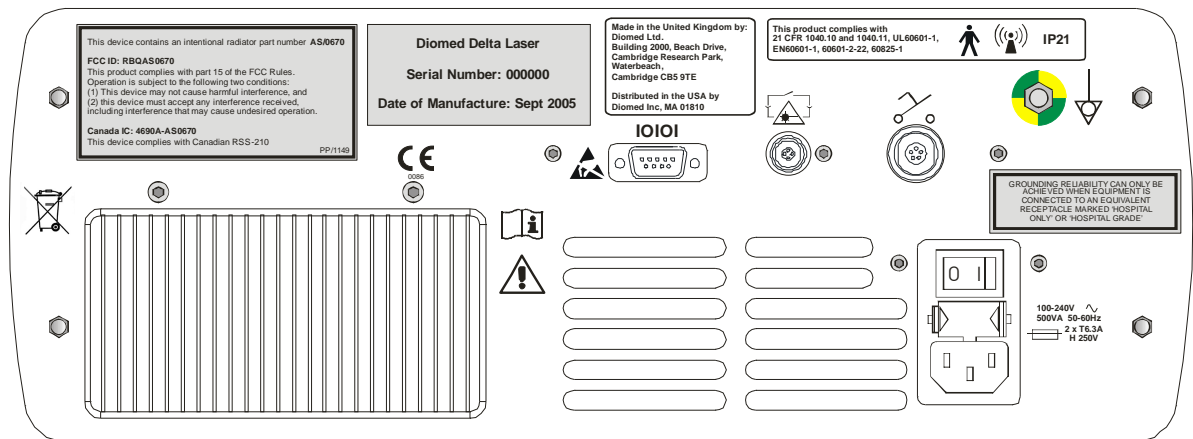 This device contains an intentional radiator part number AS/0670
FCC ID: RBQAS0670
This product complies with part 15 of the FCC Rules.
Operation is subject to the following two conditions:
(1) This device may not cause harmful interference, and
(2) this device must accept any interference received,
including interference that may cause undesired operation.
Canada IC: 4690A-AS0670
This device complies with Canadian RSS-210
PP/1149
Diomed Delta Laser
Serial Number: 000000
Date of Manufacture: Sept 2005
Made in the United Kingdom by:
Diomed Ltd.
Building 2000, Beach Drive,
Cambridge Research Park,
Waterbeach,
Cambridge CB5 9TE
Distributed in the USA by
Diomed Inc, MA 01810
This product complies with
21 CFR 1040.10 and 1040.11, UL60601-1,
EN60601-1, 60601-2-22, 60825-1
IP21
IOIOI
CE
0086
GROUNDING RELIABILITY CAN ONLY BE
ACHIEVED WHEN EQUIPMENT IS
CONNECTED TO AN EQUIVALENT
RECEPTACLE MARKED 'HOSPITAL
ONLY' OR 'HOSPITAL GRADE'
0 1
100-240V
500VA 50-60Hz
2 x T6.3A
H 250V